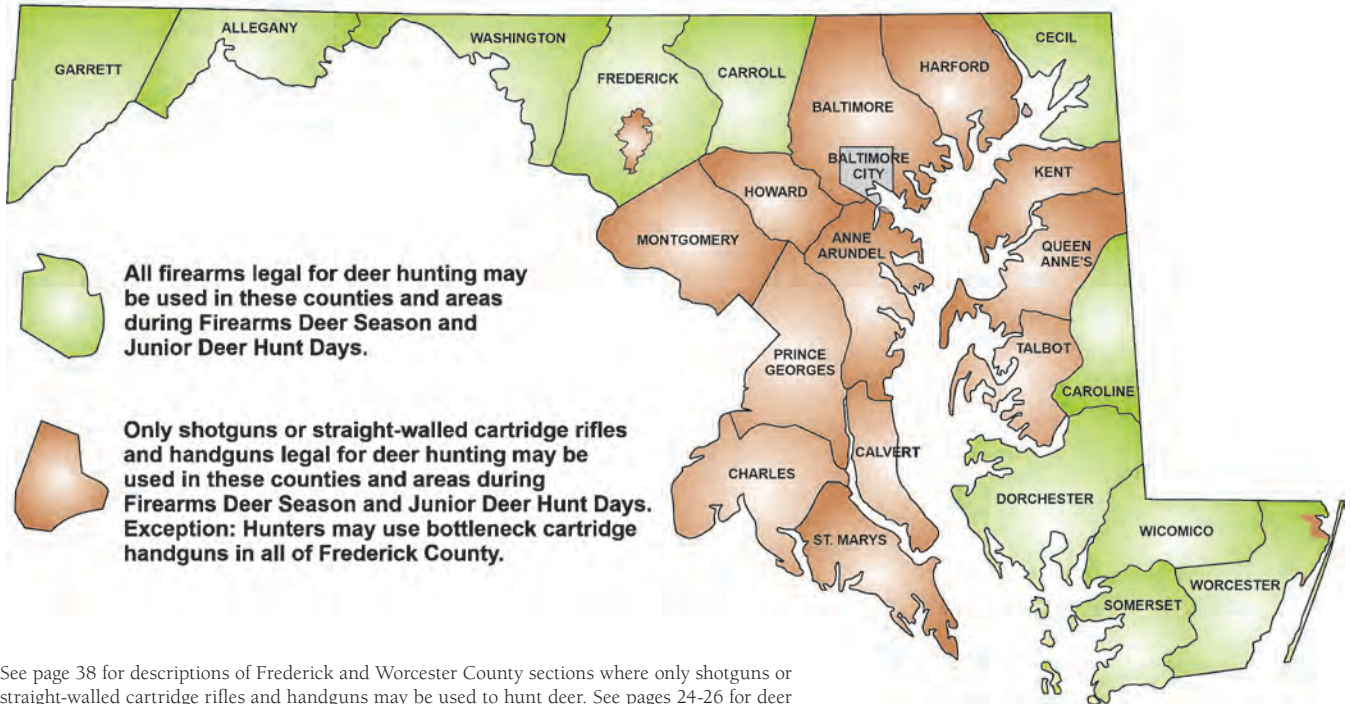 ALLEGANY
WASHINGTON
CECIL
GARRETT
FREDERICK
CARROLL
HARFORD
BALTIMORE
BALTIMORE
CITY
KENT
HOWARD
MONTGOMERY
ANNE
ARUNDEL
QUEEN
ANNE'S
All firearms legal for deer hunting may
be used in these counties and areas
during Firearms Deer Season and
Junior Deer Hunt Days.
PRINCE
GEORGES
TALBOT
CAROLINE
Only shotguns or straight-walled cartridge rifles
and handguns legal for deer hunting may be
used in these counties and areas during
Firearms Deer Season and Junior Deer Hunt Days.
Exception: Hunters may use bottleneck cartridge
handguns in all of Frederick County.
CHARLES
CALVERT
ST. MARYS
DORCHESTER
WICOMICO
WORCESTER
SOMERSET
See page 38 for descriptions of Frederick and Worcester County sections where only shotguns or
straight-walled cartridge rifles and handguns may be used to hunt deer. See pages 24-26 for deer